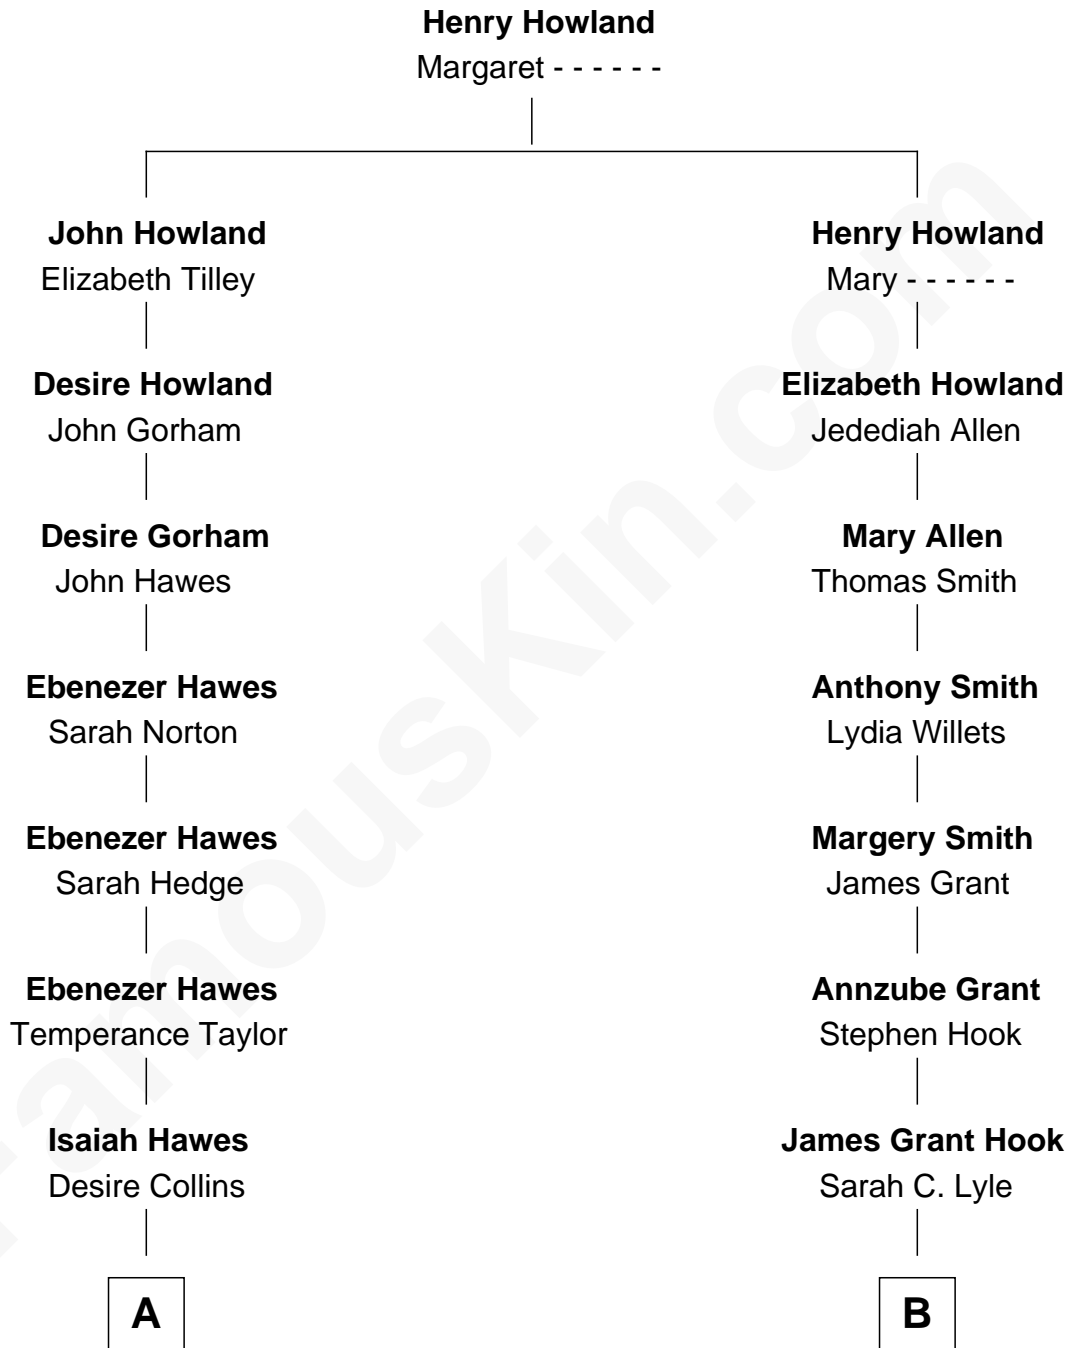 Henry Howland
Margaret - - - - - -
John Howland
Elizabeth Tilley
Henry Howland
Mary - - - - - -
Desire Howland
John Gorham
Elizabeth Howland
Jedediah Allen
Desire Gorham
John Hawes
Mary Allen
Thomas Smith
Ebenezer Hawes
Sarah Norton
Anthony Smith
Lydia Willets
Ebenezer Hawes
Sarah Hedge
Margery Smith
James Grant
Ebenezer Hawes
Temperance Taylor
Annzube Grant
Stephen Hook
Isaiah Hawes
Desire Collins
James Grant Hook
Sarah C. Lyle
A
B
FamousKin.com